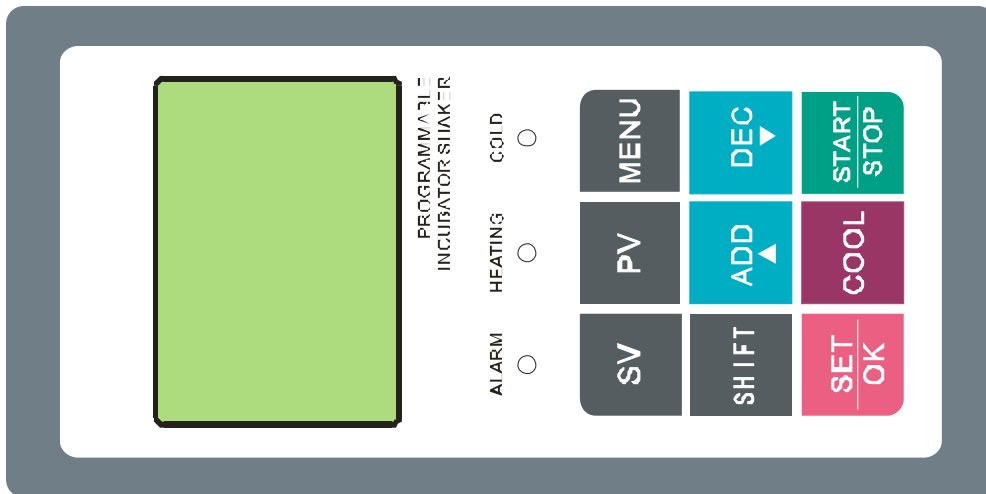 PROGRAMMABLE
INCUBATOR SHAKER
ALARM HEATING COLD
SV PV MENU
SHIFT ADD DEC
SET
OK
COOL
START
STOP